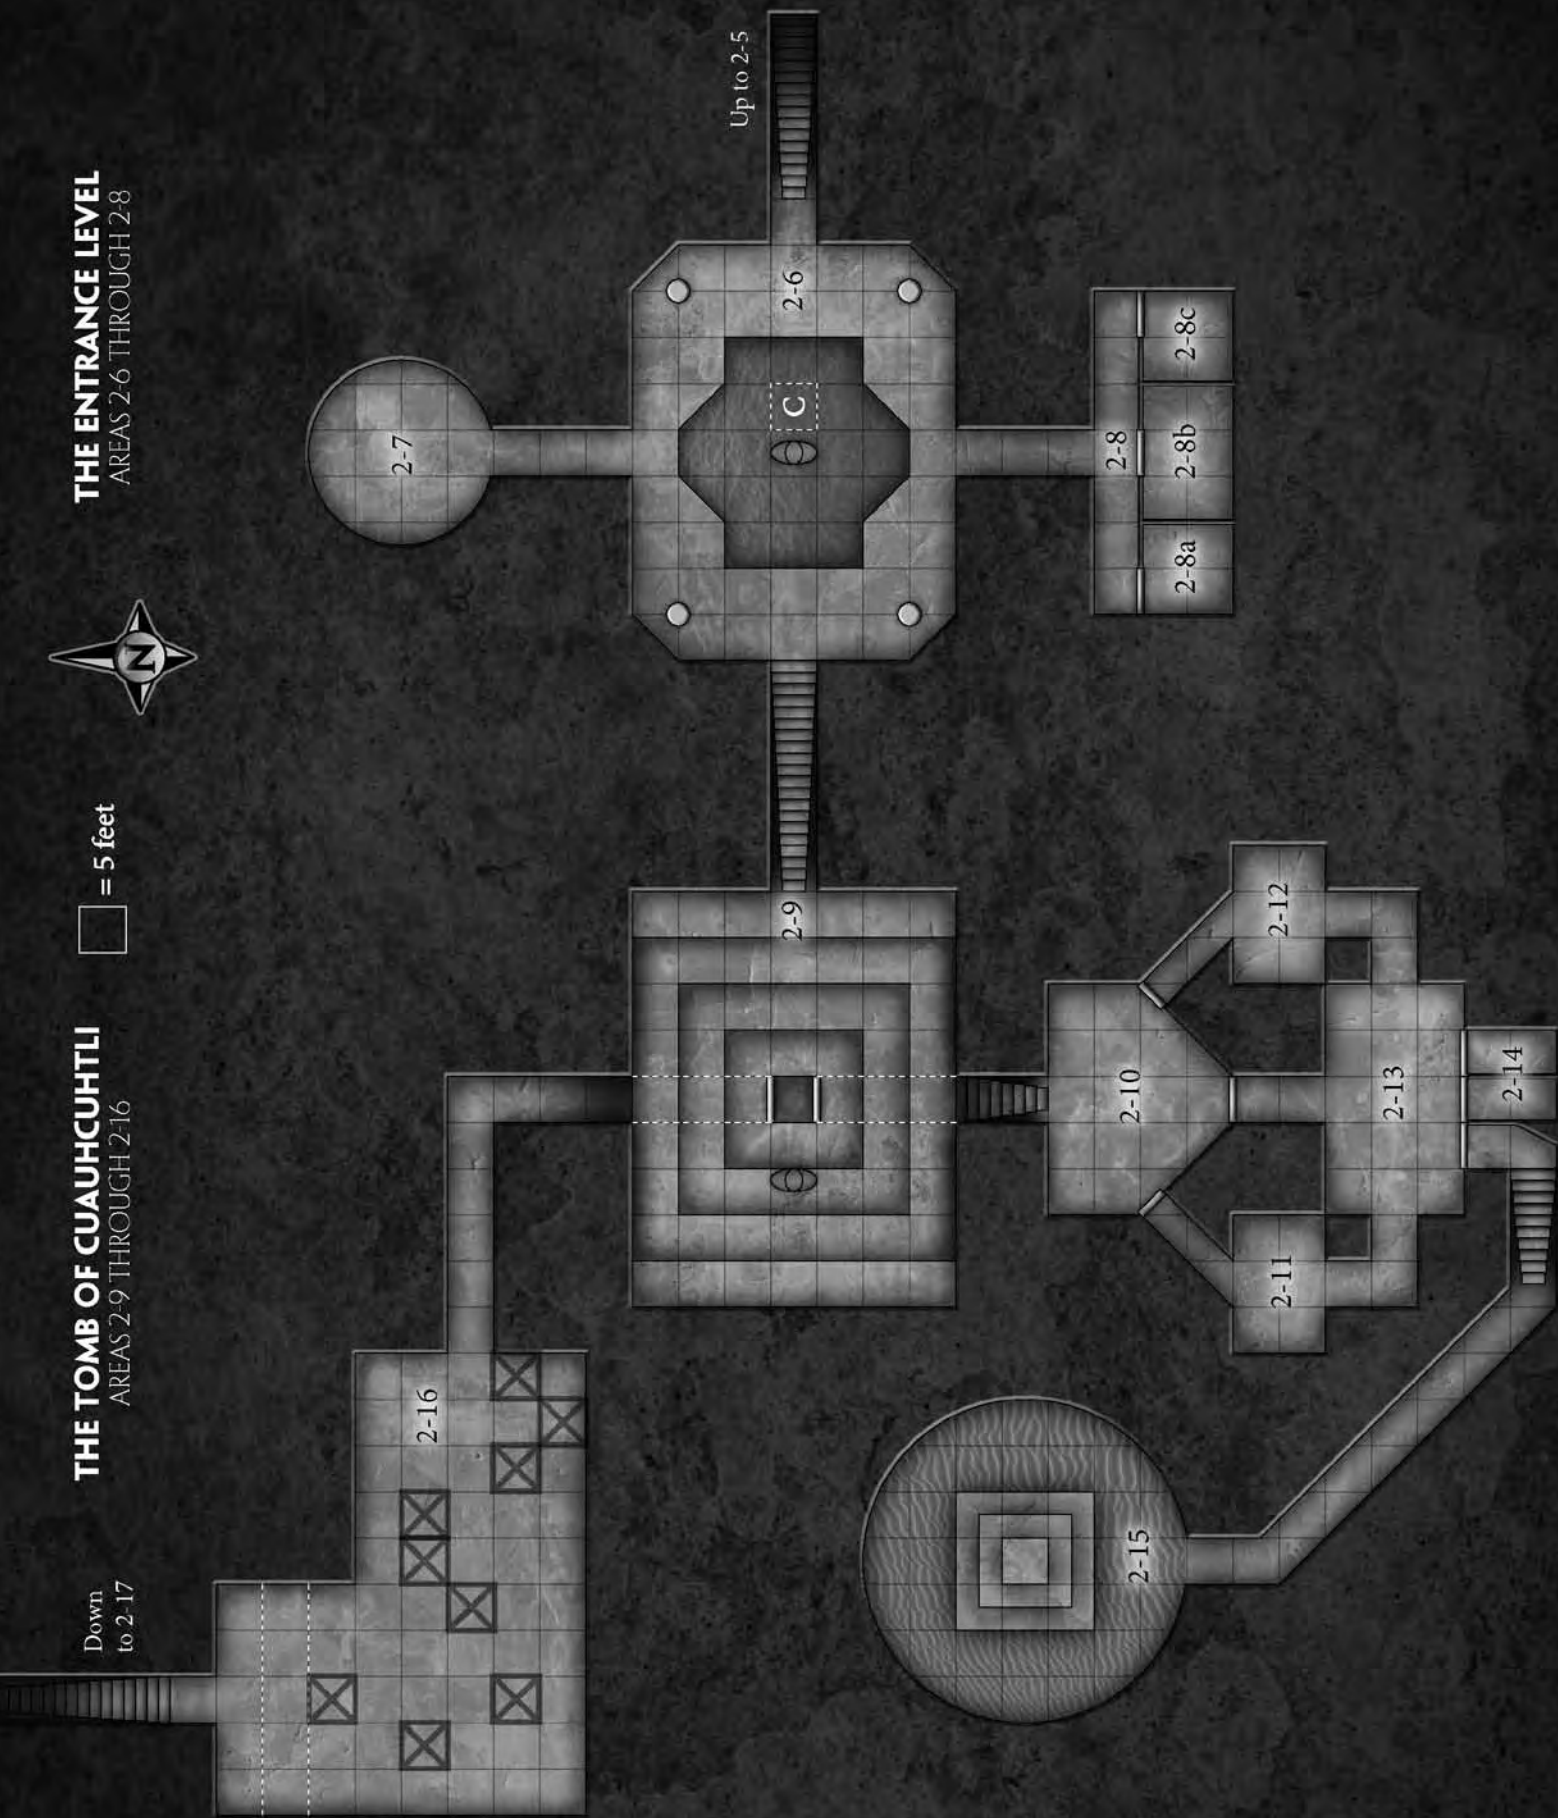 THE TOMB OF CUAUHCUHTLI
AREAS 2-9 THROUGH 2-16
= 5 feet
N
THE ENTRANCE LEVEL
AREAS 2-6 THROUGH 2-8
Down
to 2-17
2-16
2-7
Up to 2-5
2-9
C
2-6
2-15
2-10
2-8
2-8a
2-8b
2-8c
2-11
2-12
2-13
2-14